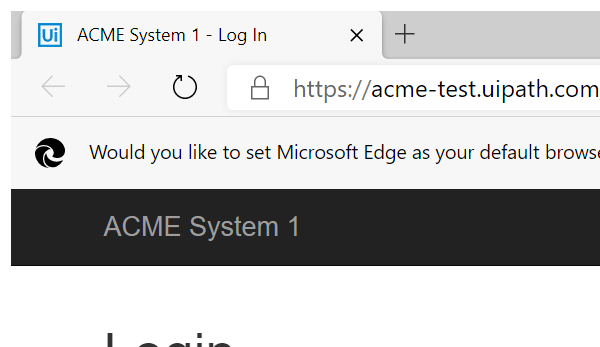 Ui ACME System 1 - Log In
https://acme-test.uipath.com
Would you like to set Microsoft Edge as your default browse
ACME System 1
Login